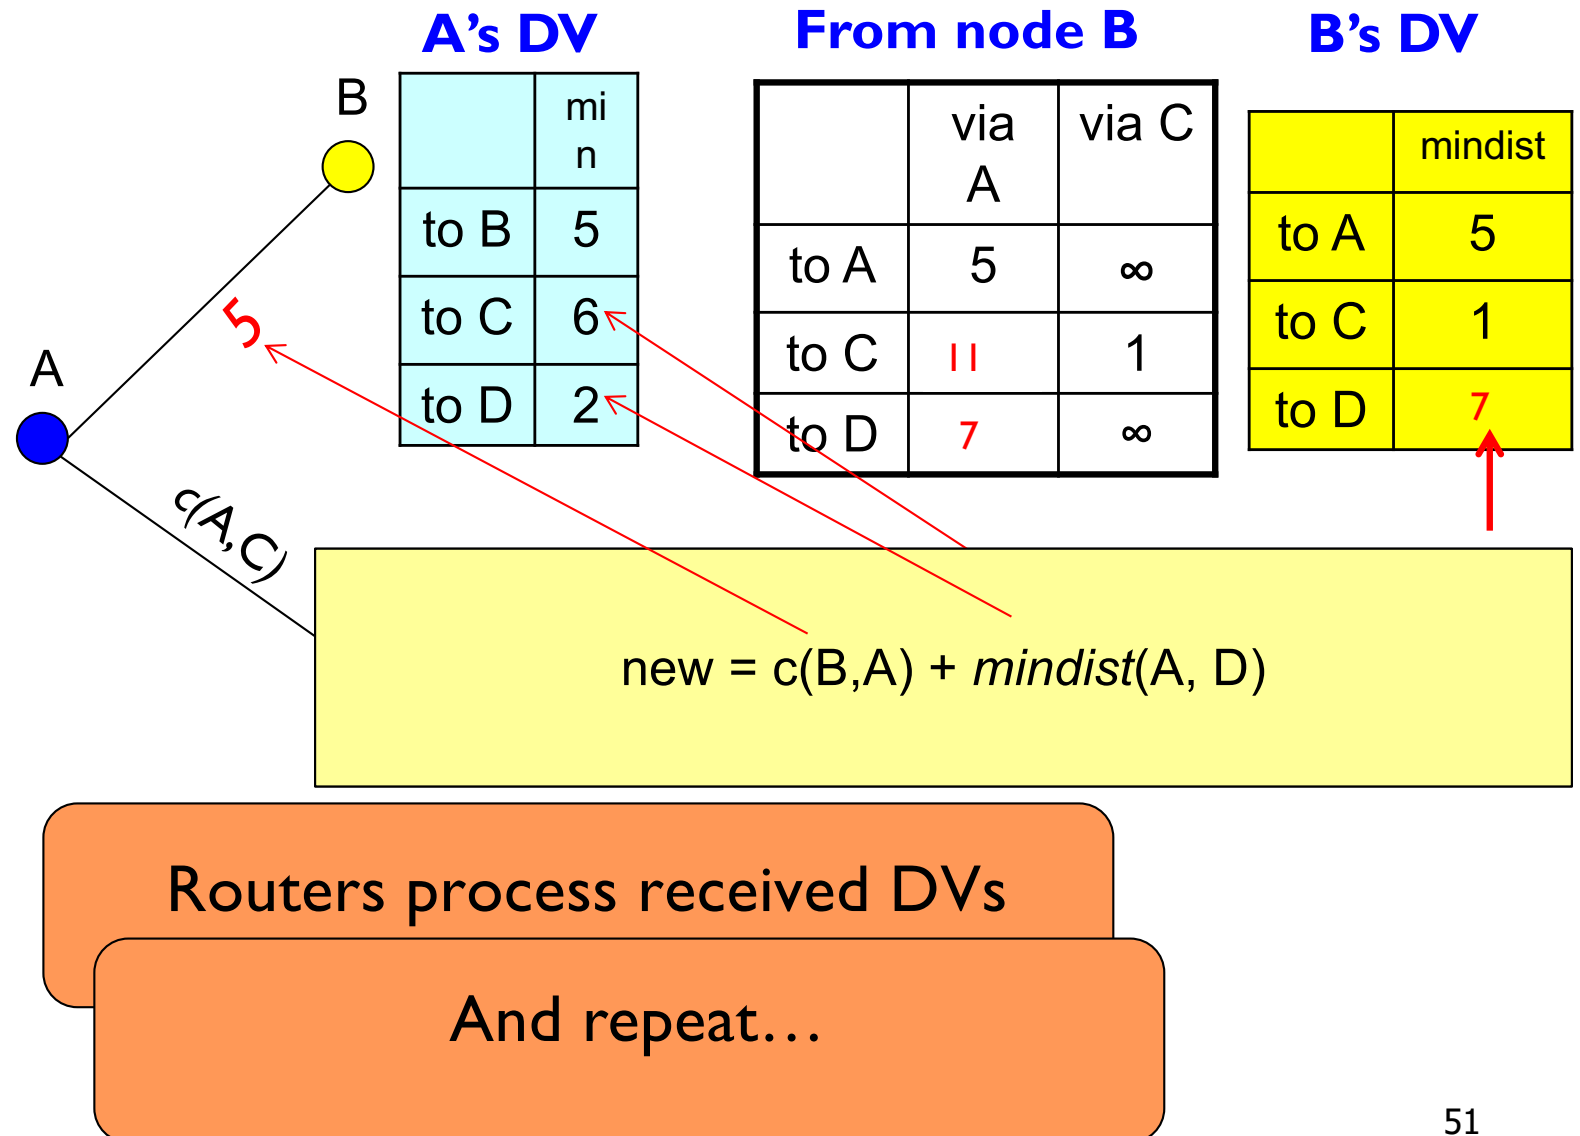 A's DV
From node B
B's DV
B
mi
n
to B 5
to C 6
to D 2
via
A
via C
to A 5 ∞
to C 11 1
to D 7 ∞
mindist
to A 5
to C 1
to D 7
5
A
c(A,C)
new = c(B,A) + mindist(A, D)
Routers process received DVs
And repeat…
51